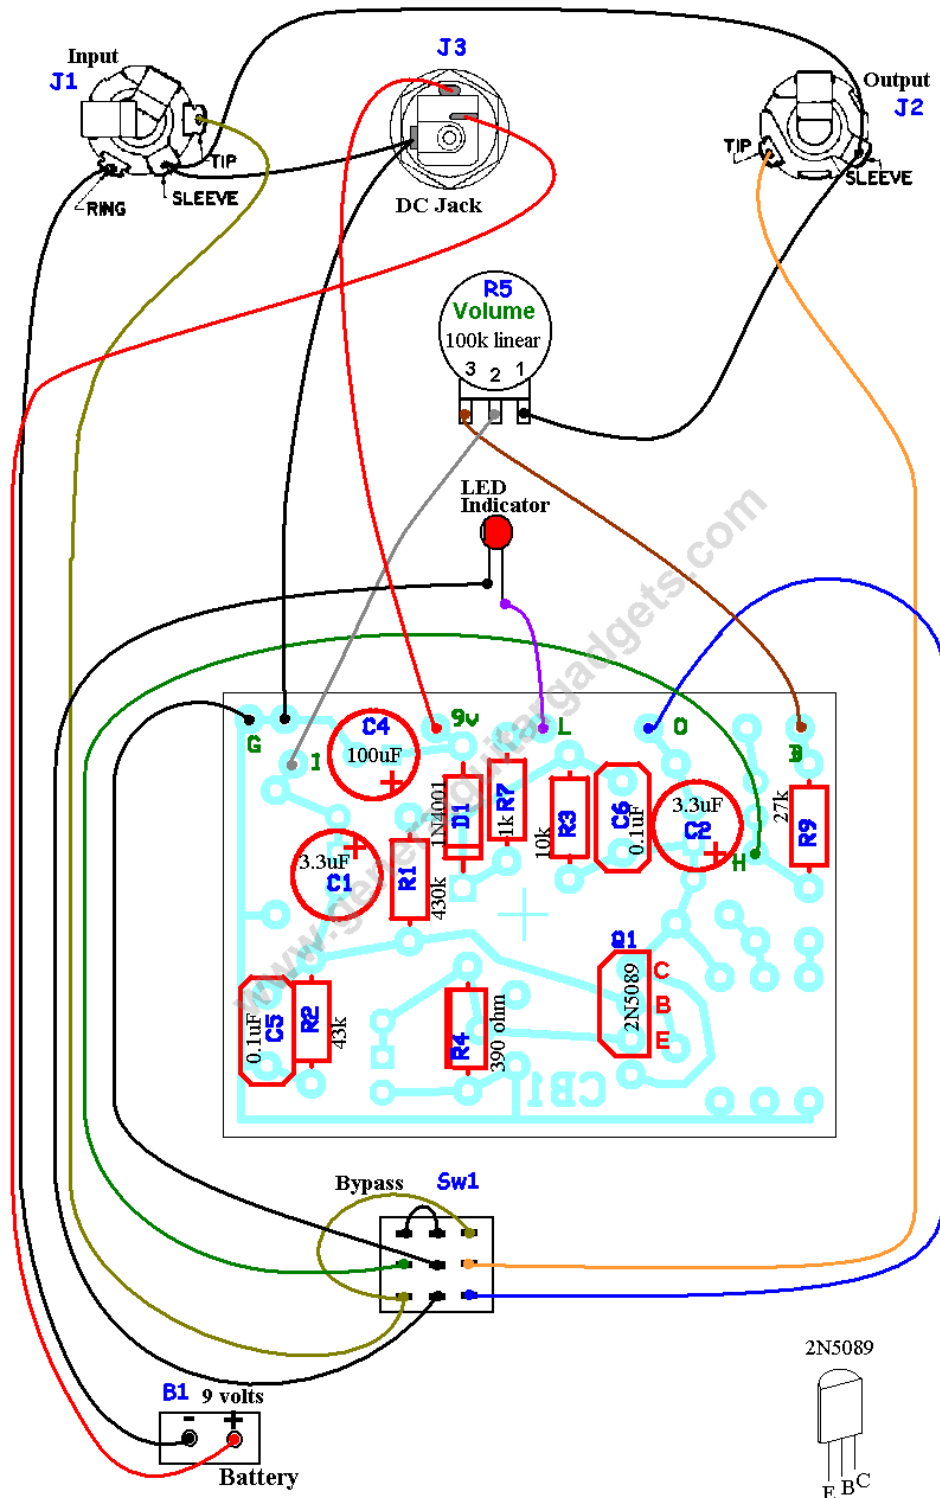 Input
J1
J3
Output
J2
TIP
SLEEVE
RING
DC Jack
TIP
SLEEVE
R5
Volume
100k linear
3 2 1
LED
Indicator
www.generalguitargadgets.com
G
I
C4
100uF
+
9v
L
O
B
1N4001
D1
R7
1k
10k
R3
C6
0.1uF
3.3uF
C2
+
H
27k
R9
3.3uF
+
C1
R1
430k
Q1
2N5089
C
B
E
0.1uF
C5
R2
43k
R4
390 ohm
CB1
Bypass
Sw1
B1
9 volts
- +
Battery
2N5089
E B C